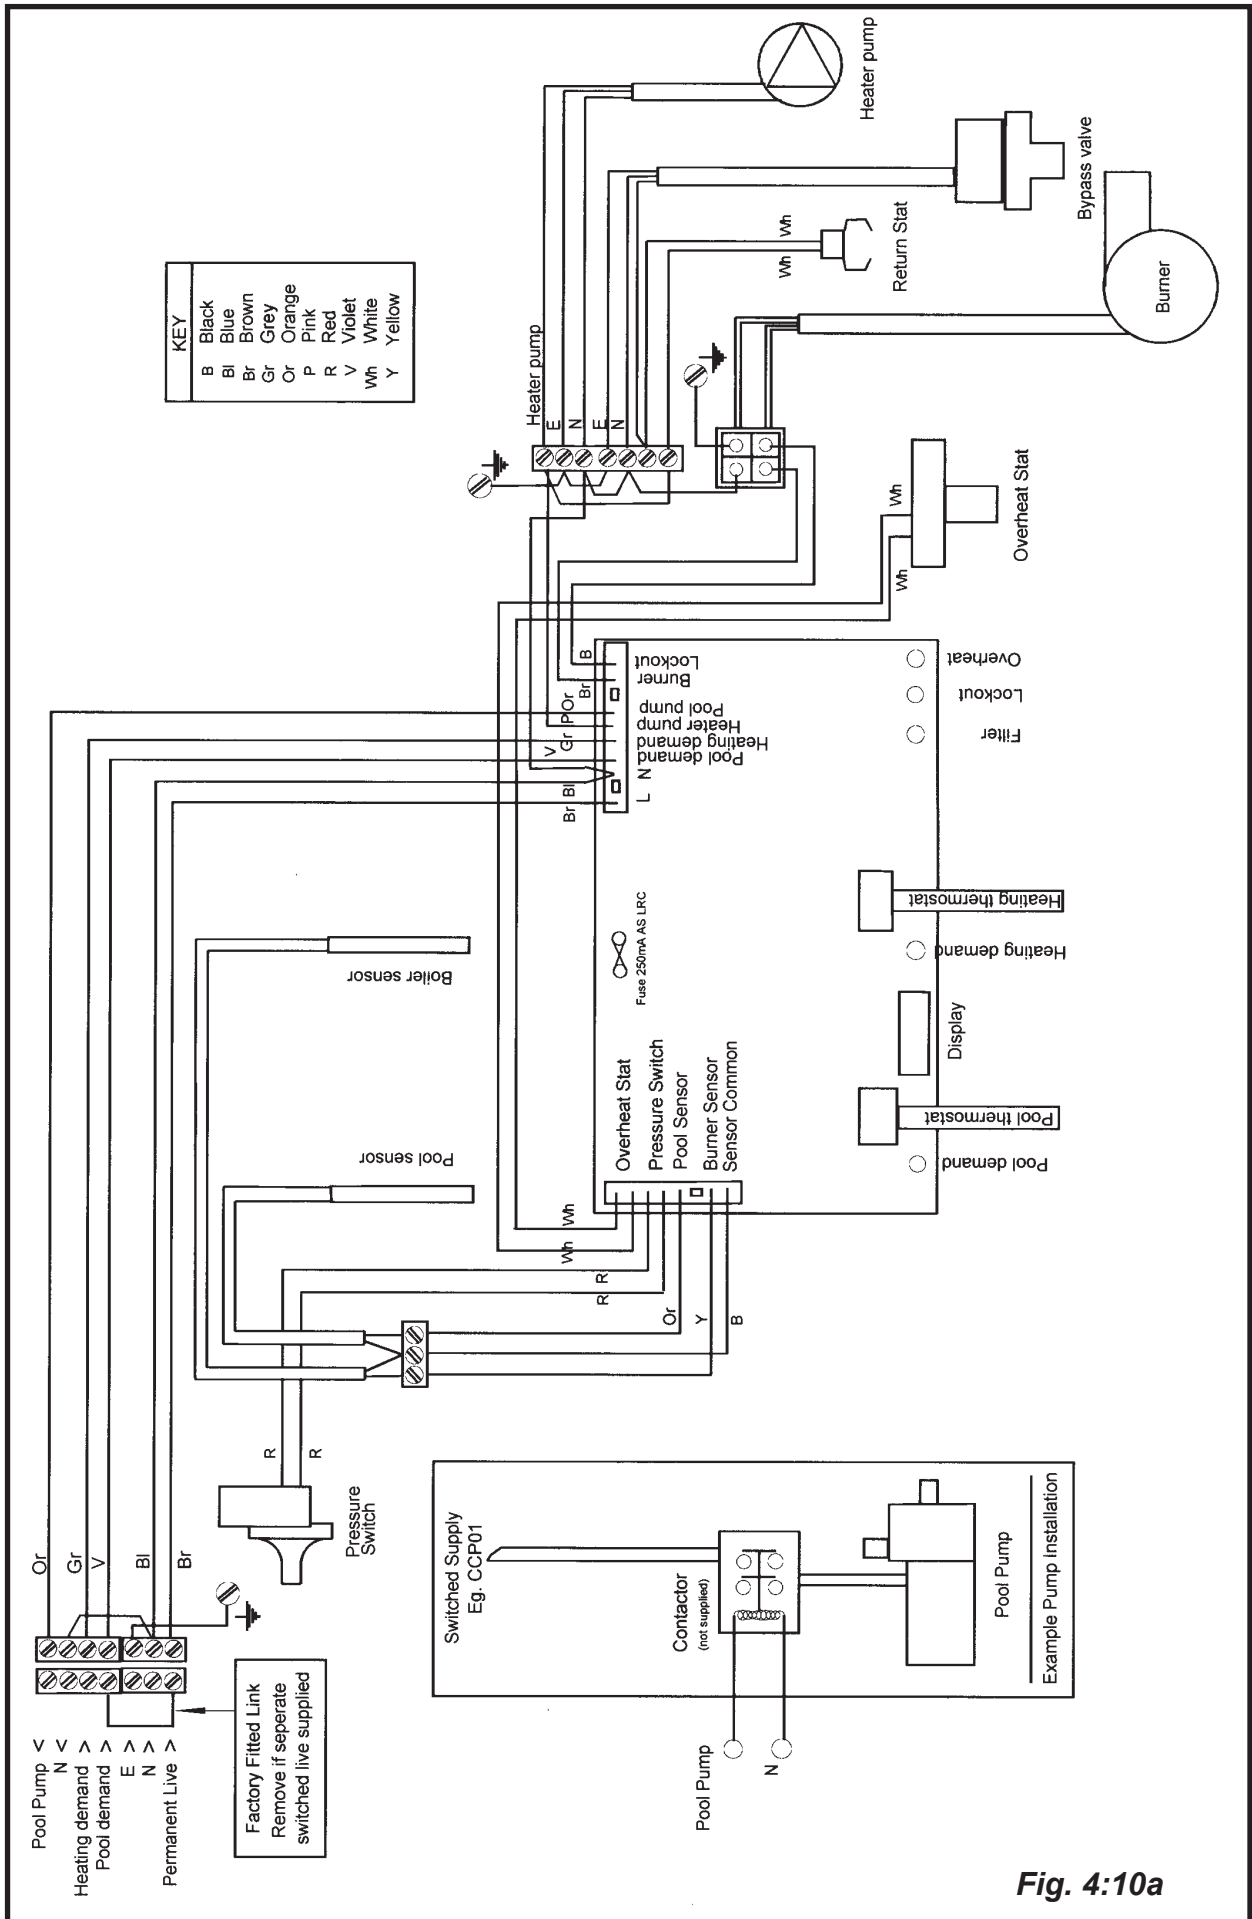 KEY
B Black
Bl Blue
Br Brown
Gr Grey
Or Orange
P Pink
R Red
V Violet
Wh White
Y Yellow
Heater pump
Bypass valve
Return Stat
Wh
Wh
Burner
Heater pump
E
N
E
N
Overheat Stat
Wh
Wh
Pool Pump <
N <
Heating demand >
Pool demand >
E >
N >
Permanent Live >
Factory Fitted Link
Remove if seperate
switched live supplied
Or
Gr
V
Bl
Br
Pressure
Switch
R
R
Pool sensor
Boiler sensor
Wh
Wh
R
R
Or
Y
B
Overheat Stat
Pressure Switch
Pool Sensor
Burner Sensor
Sensor Common
Fuse 250mA AS LRC
Br
Bl
V
Gr
P
Or
Br
B
L
N
Pool demand
Heating demand
Heater pump
Pool pump
Burner
Lockout
Pool demand
Pool thermostat
Display
Heating demand
Heating thermostat
Filter
Lockout
Overheat
Switched Supply
Eg. CCP01
Contactor
(not supplied)
Pool Pump
Example Pump Installation
Pool Pump
N
Fig. 4:10a